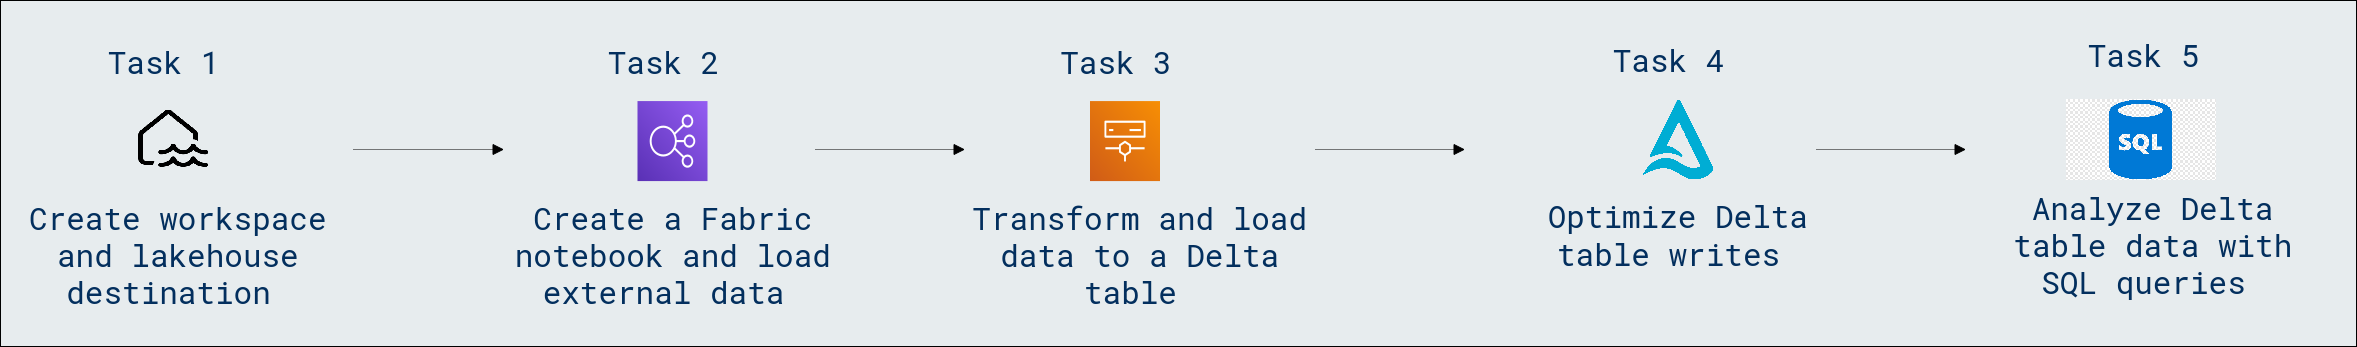 Task 1
Create workspace
and lakehouse
destination
Task 2
Create a Fabric
notebook and load
external data
Task 3
Transform and load
data to a Delta
table
Task 4
Optimize Delta
table writes
Task 5
SQL
Analyze Delta
table data with
SQL queries